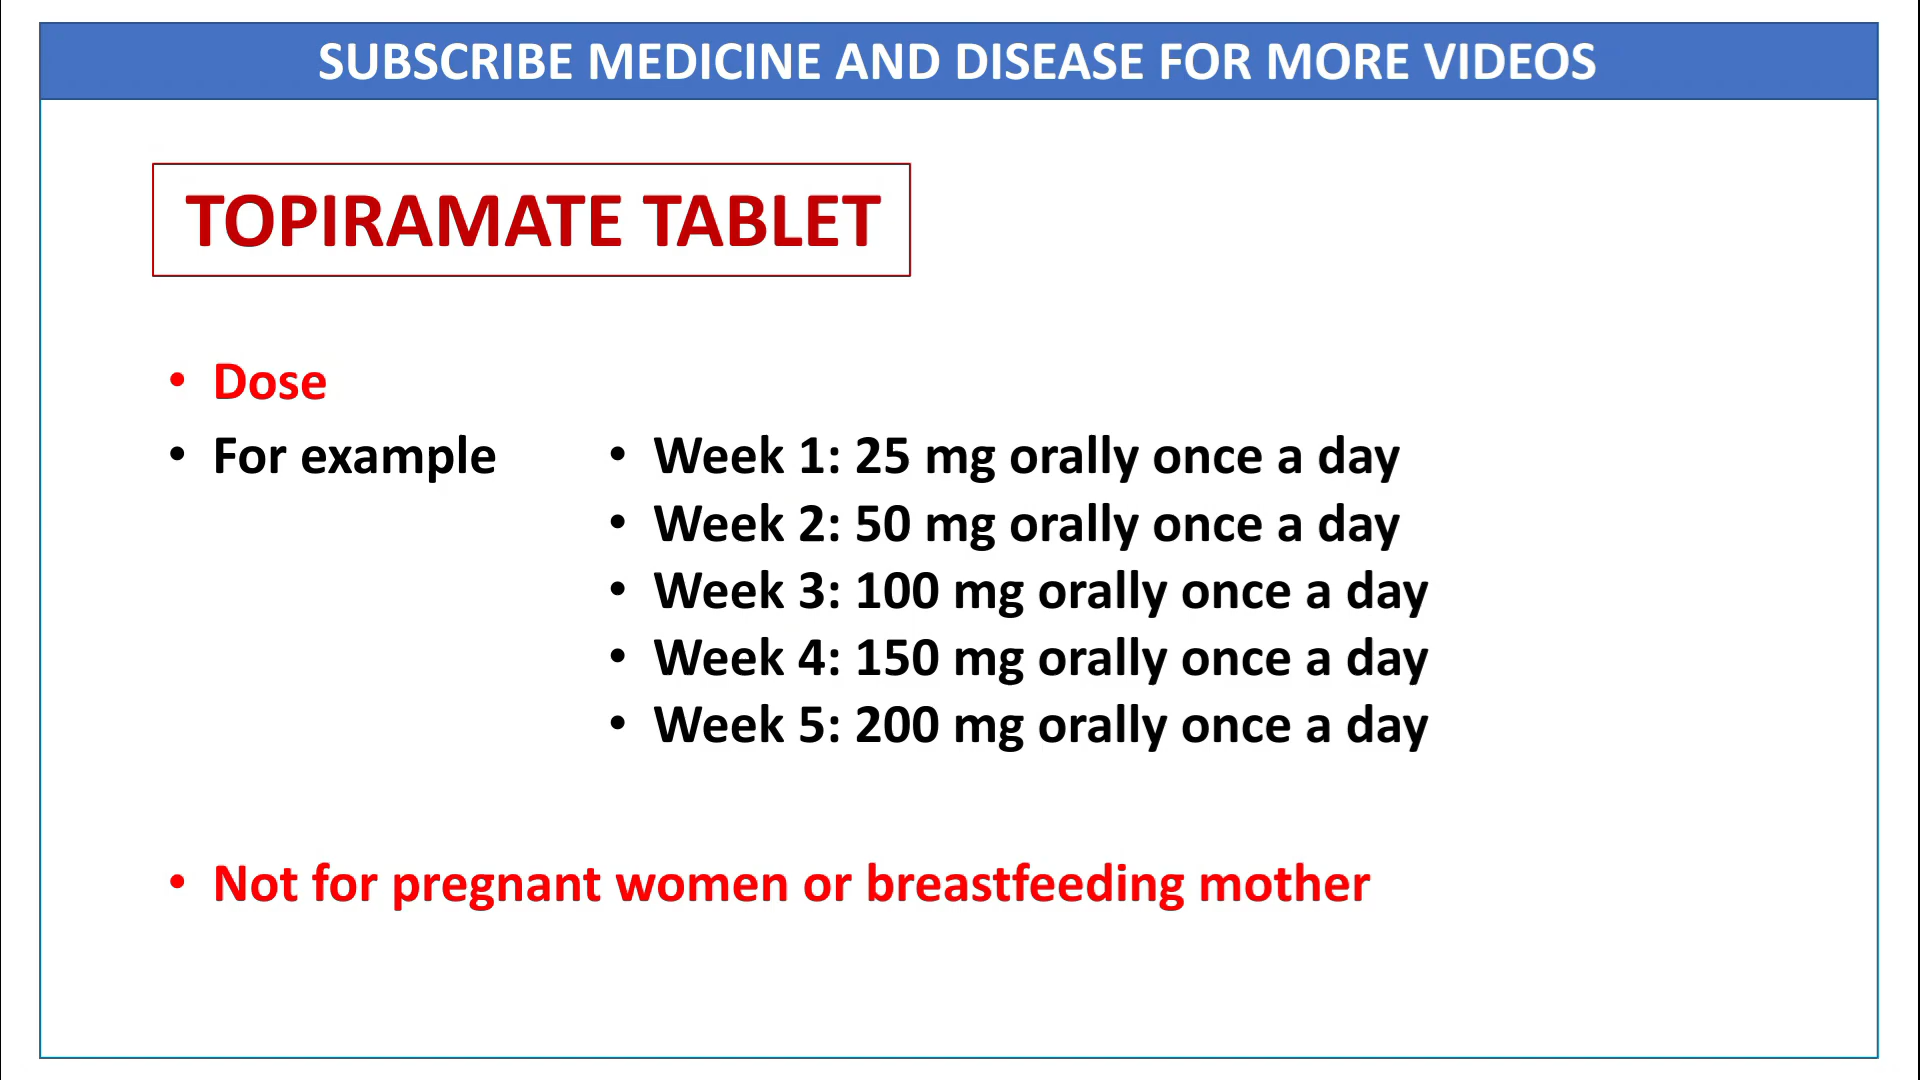 SUBSCRIBE MEDICINE AND DISEASE FOR MORE VIDEOS
TOPIRAMATE TABLET
• Dose
• For example
• Week 1: 25 mg orally once a day
• Week 2: 50 mg orally once a day
• Week 3: 100 mg orally once a day
• Week 4: 150 mg orally once a day
• Week 5: 200 mg orally once a day
• Not for pregnant women or breastfeeding mother